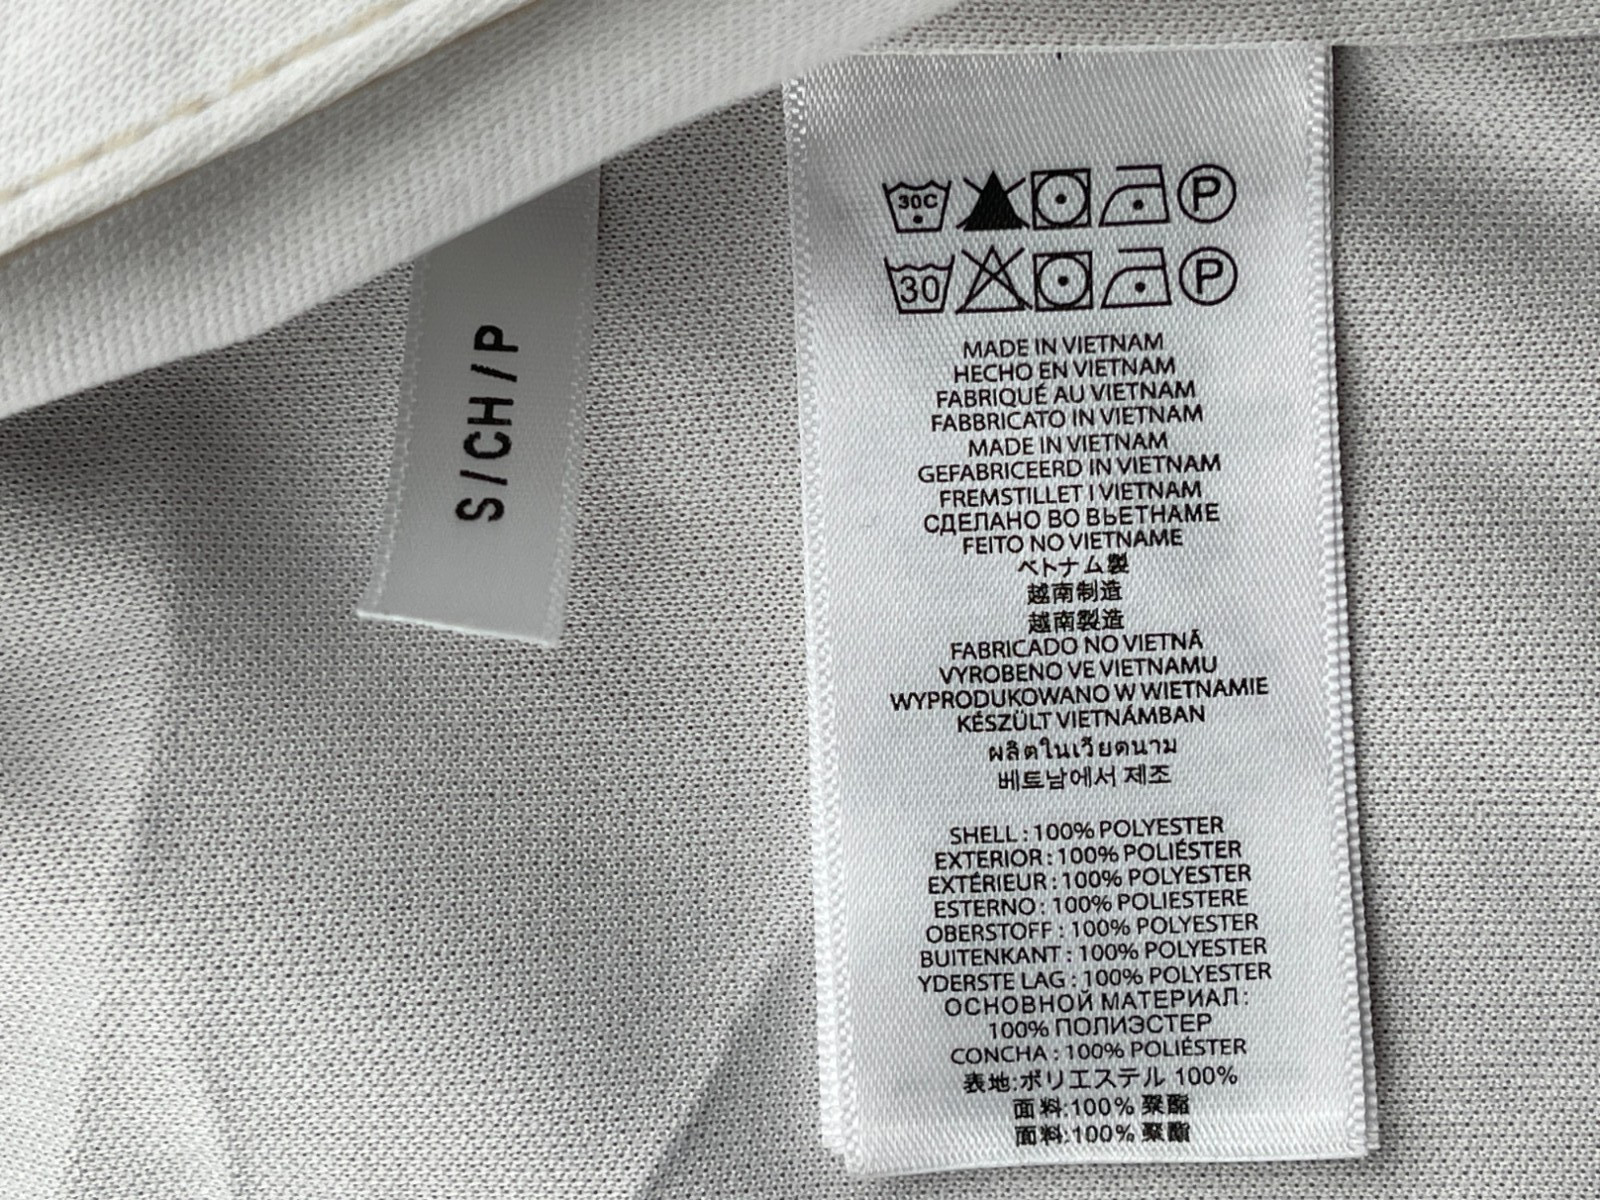 S/CH/P
30C P
30 P
MADE IN VIETNAM
HECHO EN VIETNAM
FABRIQUÉ AU VIETNAM
FABBRICATO IN VIETNAM
MADE IN VIETNAM
GEFABRICEERD IN VIETNAM
FREMSTILLET I VIETNAM
СДЕЛАНО ВО ВЬЕТНАМЕ
FEITO NO VIETNAME
ベトナム製
越南制造
越南製造
FABRICADO NO VIETNÃ
VYROBENO VE VIETNAMU
WYPRODUKOWANO W WIETNAMIE
KÉSZÜLT VIETNÁMBAN
ผลิตในเวียดนาม
베트남에서 제조
SHELL : 100% POLYESTER
EXTERIOR : 100% POLIÉSTER
EXTÉRIEUR : 100% POLYESTER
ESTERNO : 100% POLIESTERE
OBERSTOFF : 100% POLYESTER
BUITENKANT : 100% POLYESTER
YDERSTE LAG : 100% POLYESTER
ОСНОВНОЙ МАТЕРИАЛ :
100% ПОЛИЭСТЕР
CONCHA : 100% POLIÉSTER
表地:ポリエステル 100%
面料:100% 聚酯
面料:100% 聚酯